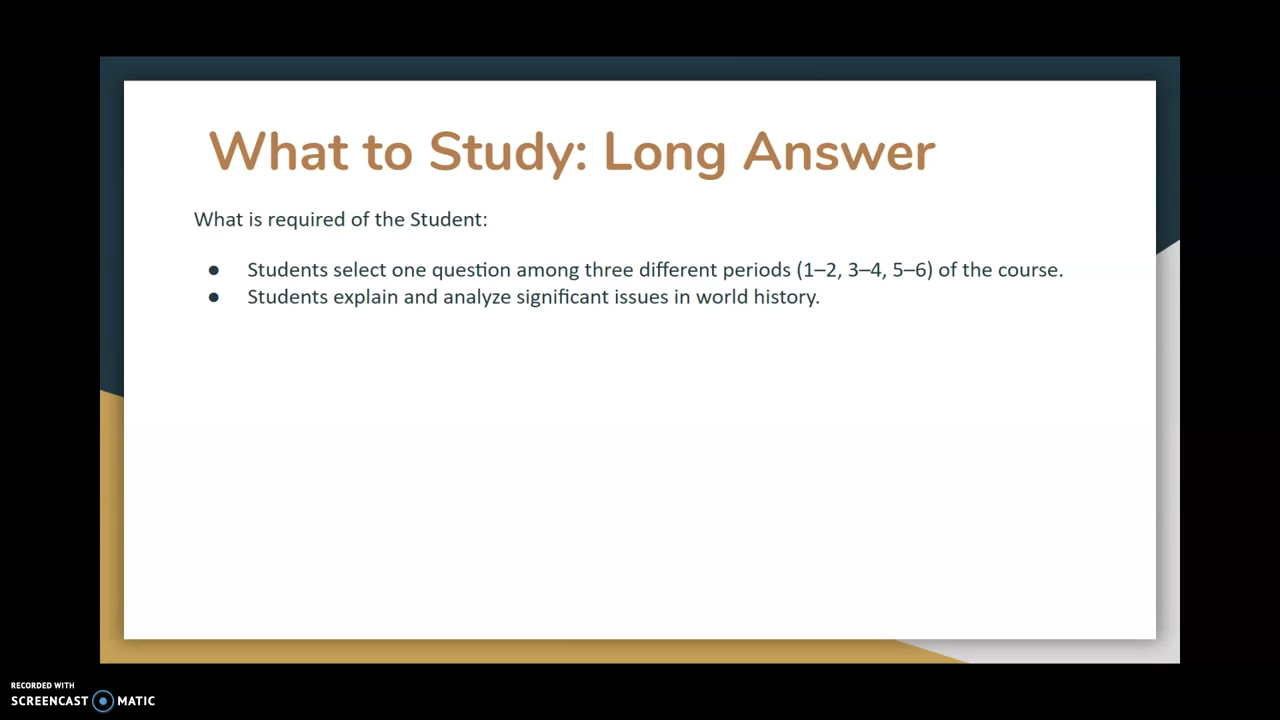 What to Study: Long Answer
What is required of the Student:
● Students select one question among three different periods (1–2, 3–4, 5–6) of the course.
● Students explain and analyze significant issues in world history.
RECORDED WITH
SCREENCAST MATIC